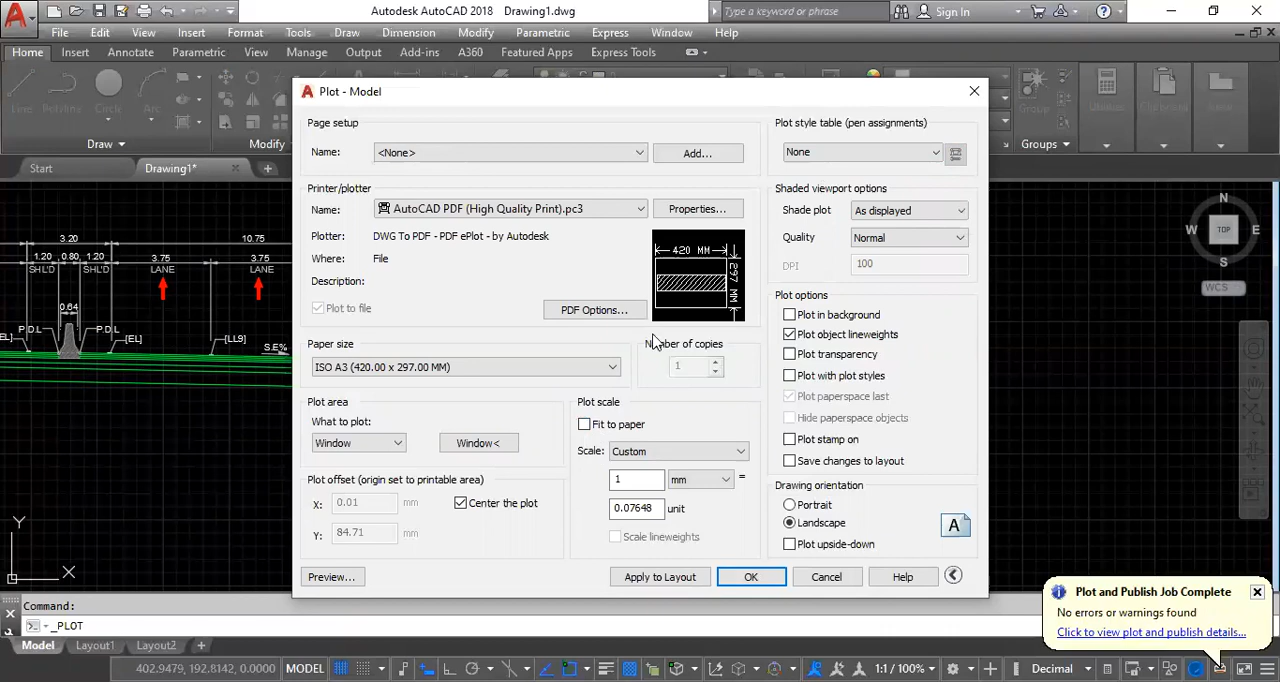 Autodesk AutoCAD 2018 Drawing1.dwg
Type a keyword or phrase
Sign In
File Edit View Insert Format Tools Draw Dimension Modify Parametric Express Window Help
Home Insert Annotate Parametric View Manage Output Add-ins A360 Featured Apps Express Tools
Line Polyline Circle Arc
Draw
Modify
Group
Groups
Utilities
Clipboard
Start
Drawing1*
Plot - Model
Page setup
Name: <None> Add...
Plot style table (pen assignments)
None
Printer/plotter
Name: AutoCAD PDF (High Quality Print).pc3 Properties...
Plotter: DWG To PDF - PDF ePlot - by Autodesk
Where: File
Description:
Plot to file
PDF Options...
420 MM
297 MM
Shaded viewport options
Shade plot As displayed
Quality Normal
DPI 100
Paper size
ISO A3 (420.00 x 297.00 MM)
Number of copies
1
Plot options
Plot in background
Plot object lineweights
Plot transparency
Plot with plot styles
Plot paperspace last
Hide paperspace objects
Plot stamp on
Save changes to layout
Plot area
What to plot:
Window Window<
Plot scale
Fit to paper
Scale: Custom
1 mm =
0.07648 unit
Scale lineweights
Plot offset (origin set to printable area)
X: 0.01 mm Center the plot
Y: 84.71 mm
Drawing orientation
Portrait
Landscape
Plot upside-down
A
Preview... Apply to Layout OK Cancel Help
3.20 10.75
1.20 0.80 1.20 3.75 3.75
SHL'D SHL'D LANE LANE
0.64
P.D.L P.D.L
[EL] [EL] [LL9] S.E%
N
W TOP E
S
WCS
Y
X
Command:
_PLOT
Plot and Publish Job Complete
No errors or warnings found
Click to view plot and publish details...
Model Layout1 Layout2 +
402.9479, 192.8142, 0.0000 MODEL 1:1 / 100% Decimal